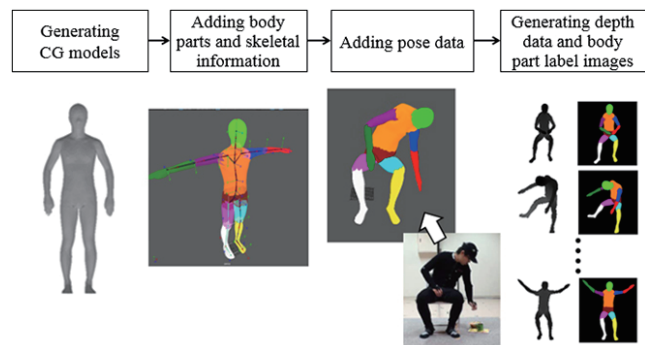 Generating
CG models
Adding body
parts and skeletal
information
Adding pose data
Generating depth
data and body
part label images